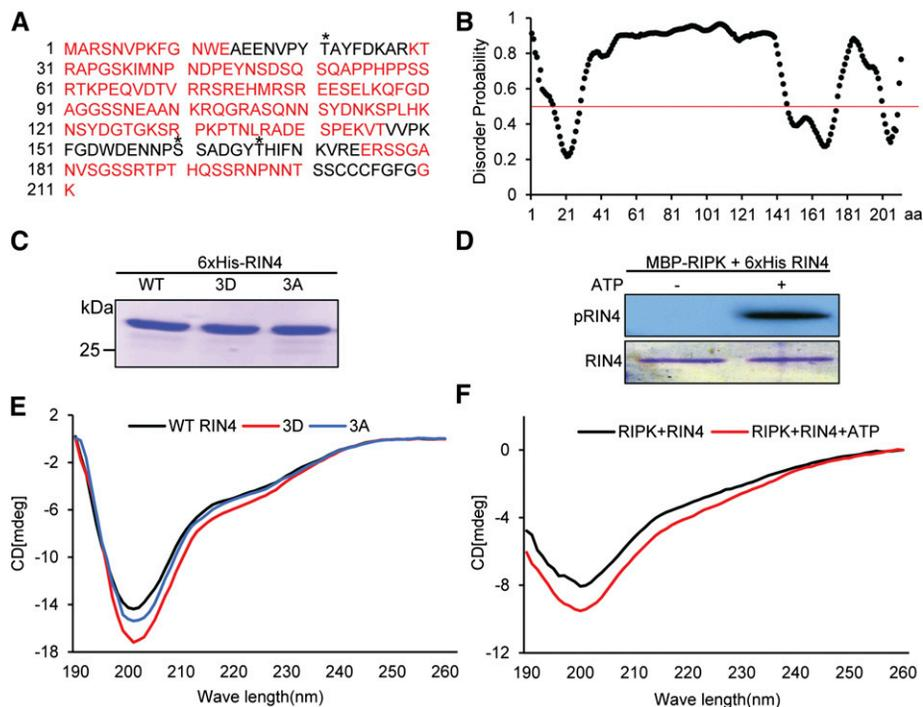 A
* 
1 MARSNVPKFG NWEAEENVPY TAYFDKARKT
31 RAPGSKIMNP NDPEYNSDSQ SQAPPHPPSS
61 RTKPEQVDTV RRSREHMRSR EESELKQFGD
91 AGGSSNEAAN KRQGRASQNN SYDNKSPLHK
121 NSYDGTGKSR PKPTNLRADE SPEKVTVVPK
* *
151 FGDWDENNPS SADGYTHIFN KVREERSSGA
181 NVSGSSRTPT HQSSRNPNNT SSCCCFGFGG
211 K
B
Disorder Probability
1
0.8
0.6
0.4
0.2
0
1 21 41 61 81 101 121 141 161 181 201 aa
C
6xHis-RIN4
WT 3D 3A
kDa
25
D
MBP-RIPK + 6xHis RIN4
ATP - +
pRIN4
RIN4
E
WT RIN4 3D 3A
CD[mdeg]
2
-2
-6
-10
-14
-18
190 200 210 220 230 240 250 260
Wave length(nm)
F
RIPK+RIN4 RIPK+RIN4+ATP
CD[mdeg]
0
-4
-8
-12
190 200 210 220 230 240 250 260
Wave length(nm)